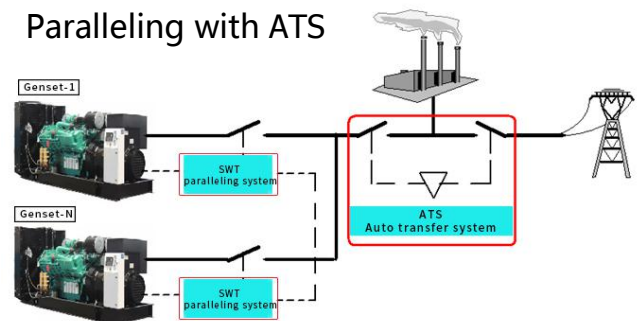 Paralleling with ATS
Genset-1
SWT
paralleling system
ATS
Auto transfer system
Genset-N
SWT
paralleling system